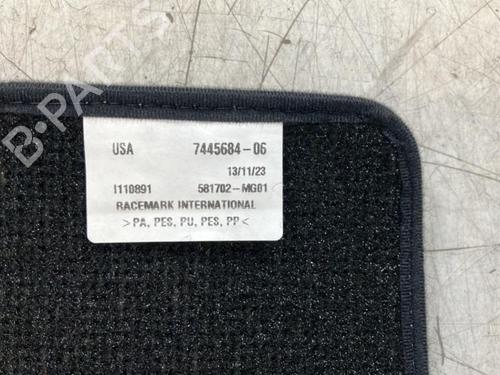 B-PARTS
USA 7445684-06
13/11/23
I110891 581702-MG01
RACEMARK INTERNATIONAL
>PA, PES, PU, PES, PP<